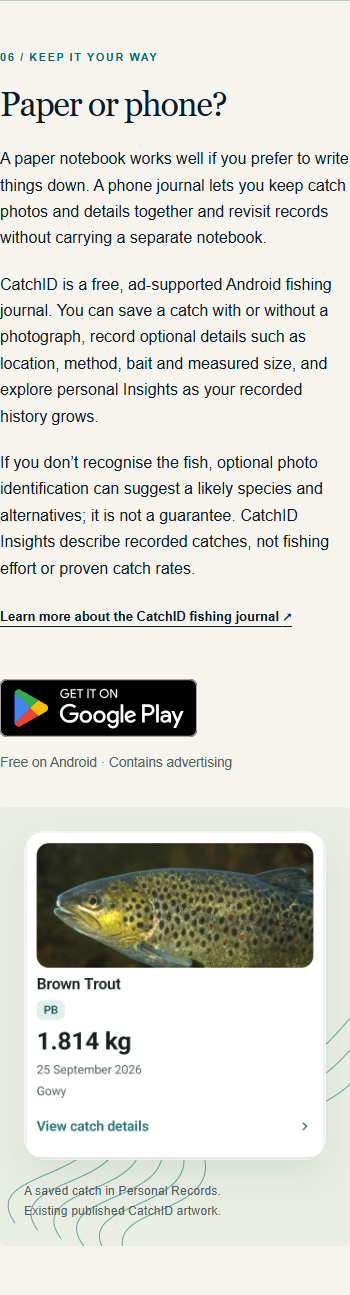 06 / KEEP IT YOUR WAY
Paper or phone?
A paper notebook works well if you prefer to write
things down. A phone journal lets you keep catch
photos and details together and revisit records
without carrying a separate notebook.
CatchID is a free, ad-supported Android fishing
journal. You can save a catch with or without a
photograph, record optional details such as
location, method, bait and measured size, and
explore personal Insights as your recorded
history grows.
If you don’t recognise the fish, optional photo
identification can suggest a likely species and
alternatives; it is not a guarantee. CatchID
Insights describe recorded catches, not fishing
effort or proven catch rates.
Learn more about the CatchID fishing journal ↗
GET IT ON
Google Play
Free on Android · Contains advertising
Brown Trout
PB
1.814 kg
25 September 2026
Gowy
View catch details
A saved catch in Personal Records.
Existing published CatchID artwork.